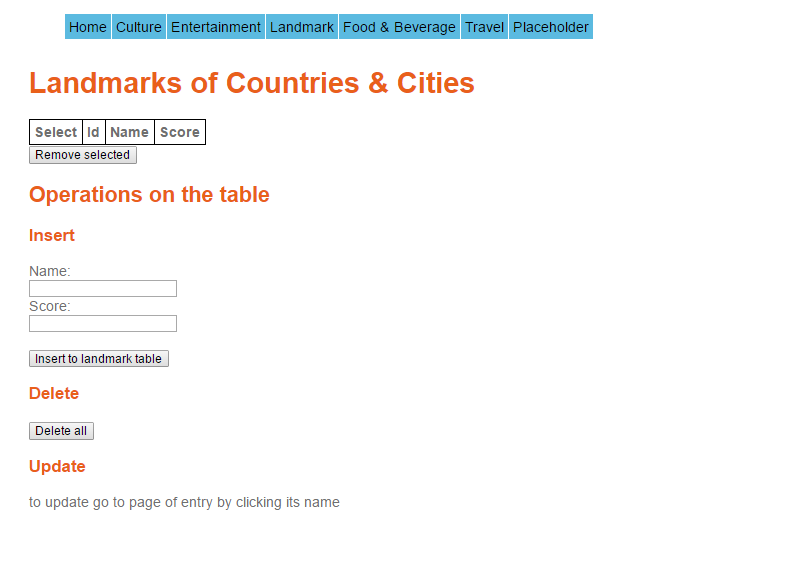 Home Culture Entertainment Landmark Food & Beverage Travel Placeholder
Landmarks of Countries & Cities
Select Id Name Score
Remove selected
Operations on the table
Insert
Name:
Score:
Insert to landmark table
Delete
Delete all
Update
to update go to page of entry by clicking its name